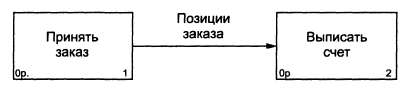 Позиции
заказа
Принять
заказ
0р. 1
Выписать
счет
0р 2